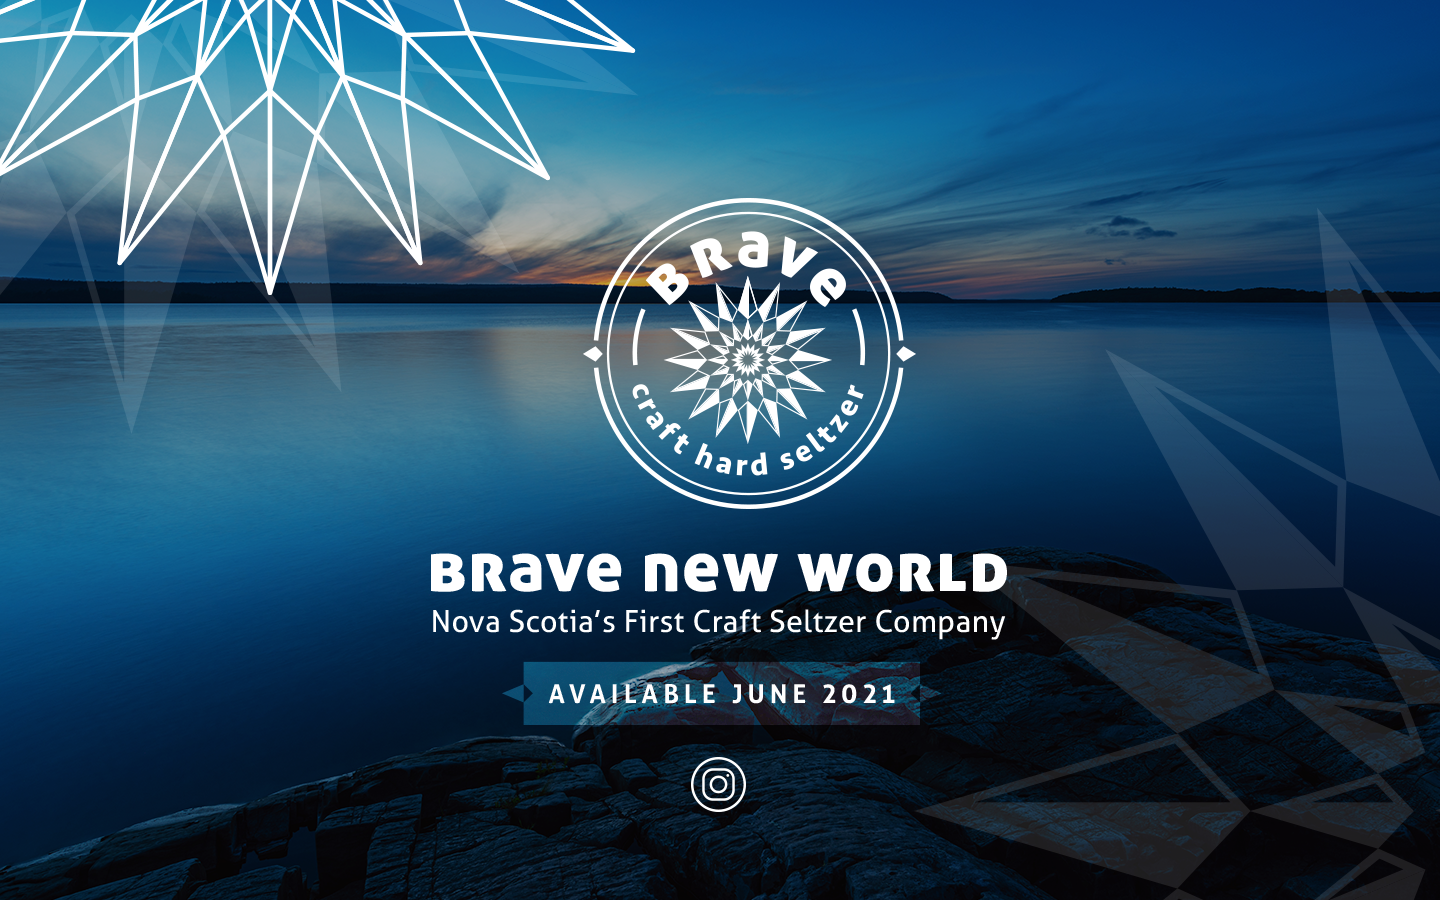 Brave
craft hard seltzer
Brave new world
Nova Scotia's First Craft Seltzer Company
AVAILABLE JUNE 2021